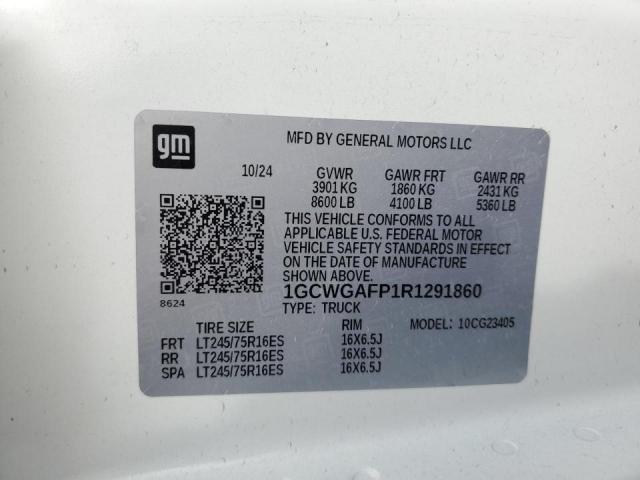 gm
MFD BY GENERAL MOTORS LLC
10/24 GVWR GAWR FRT GAWR RR
3901 KG 1860 KG 2431 KG
8600 LB 4100 LB 5360 LB
THIS VEHICLE CONFORMS TO ALL
APPLICABLE U.S. FEDERAL MOTOR
VEHICLE SAFETY STANDARDS IN EFFECT
ON THE DATE OF MANUFACTURE
SHOWN ABOVE.
8624
1GCWGAFP1R1291860
TYPE: TRUCK MODEL: 10CG23405
TIRE SIZE RIM
FRT LT245/75R16ES 16X6.5J
RR LT245/75R16ES 16X6.5J
SPA LT245/75R16ES 16X6.5J